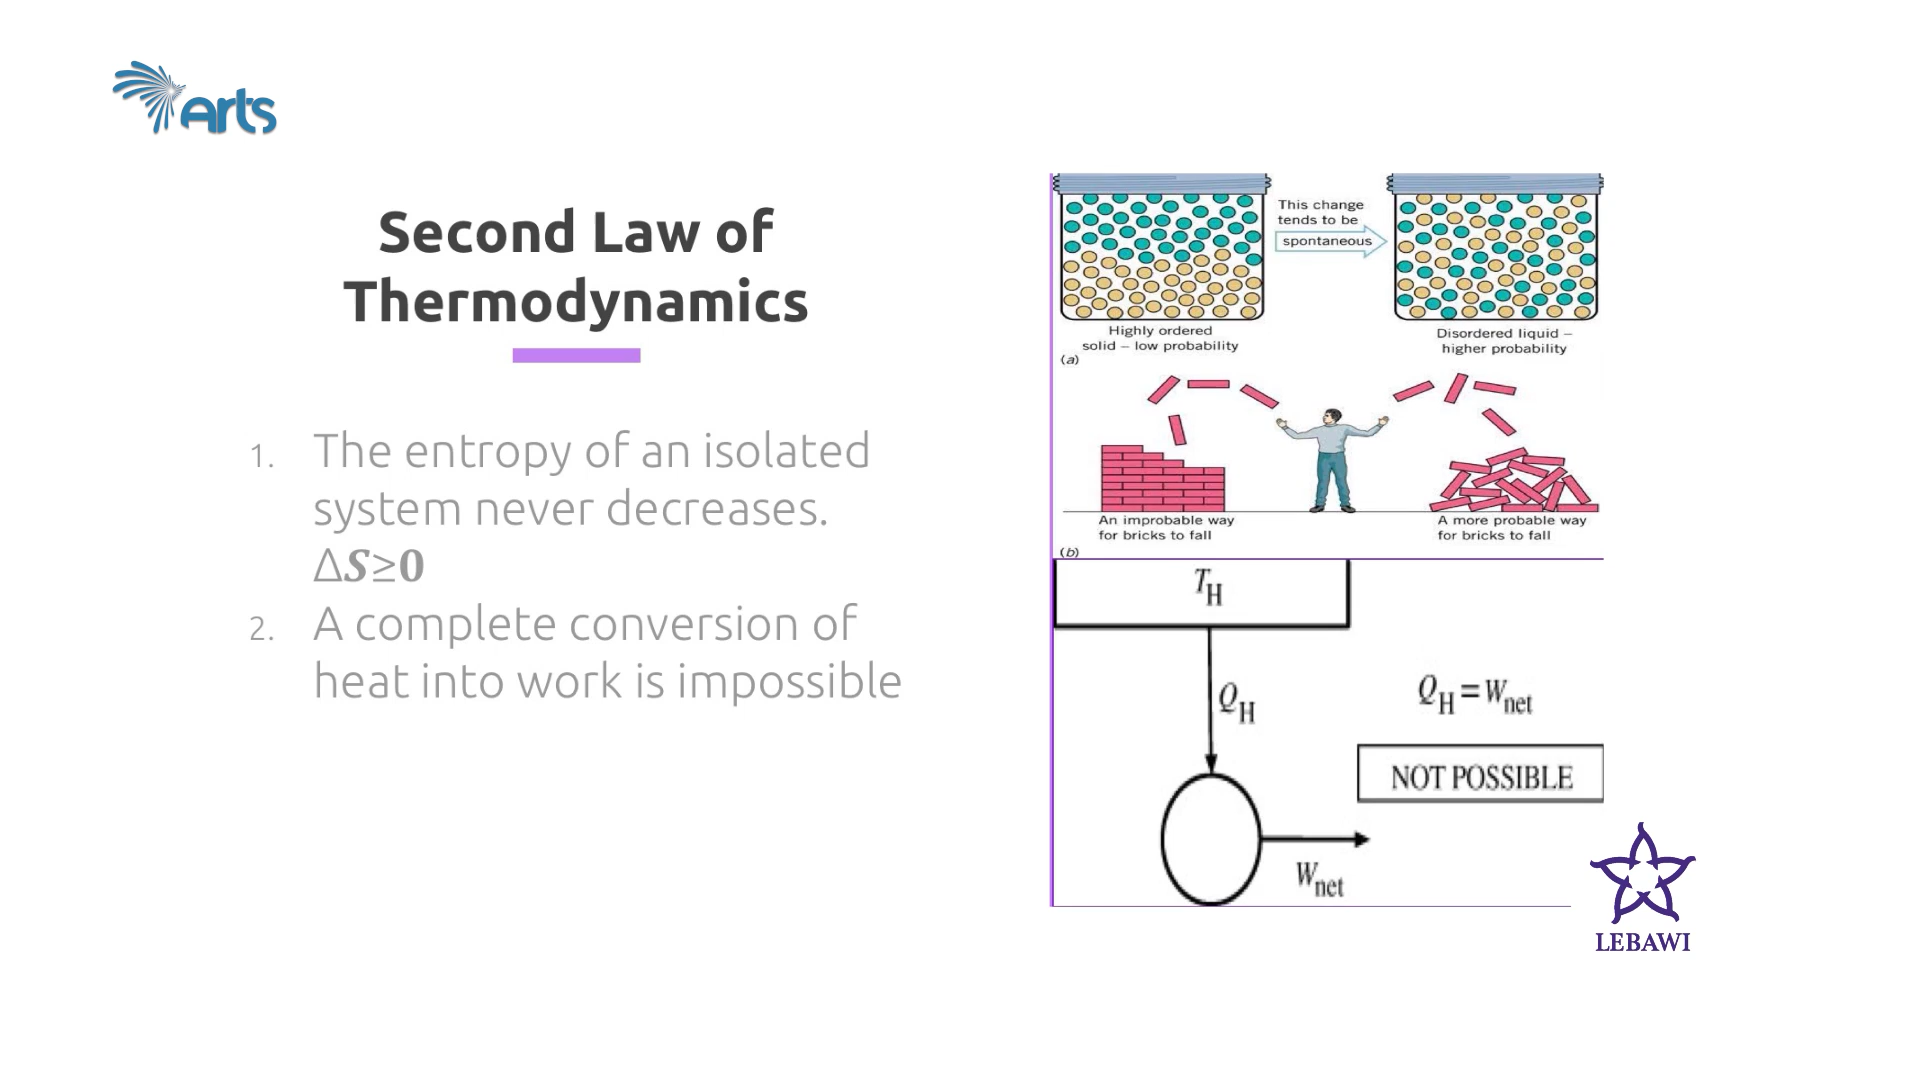 arts
Second Law of
Thermodynamics
1. The entropy of an isolated
system never decreases.
∆S≥0
2. A complete conversion of
heat into work is impossible
This change
tends to be
spontaneous
Highly ordered
solid – low probability
Disordered liquid –
higher probability
(a)
An improbable way
for bricks to fall
A more probable way
for bricks to fall
(b)
T_H
Q_H
Q_H = W_net
NOT POSSIBLE
W_net
LEBAWI